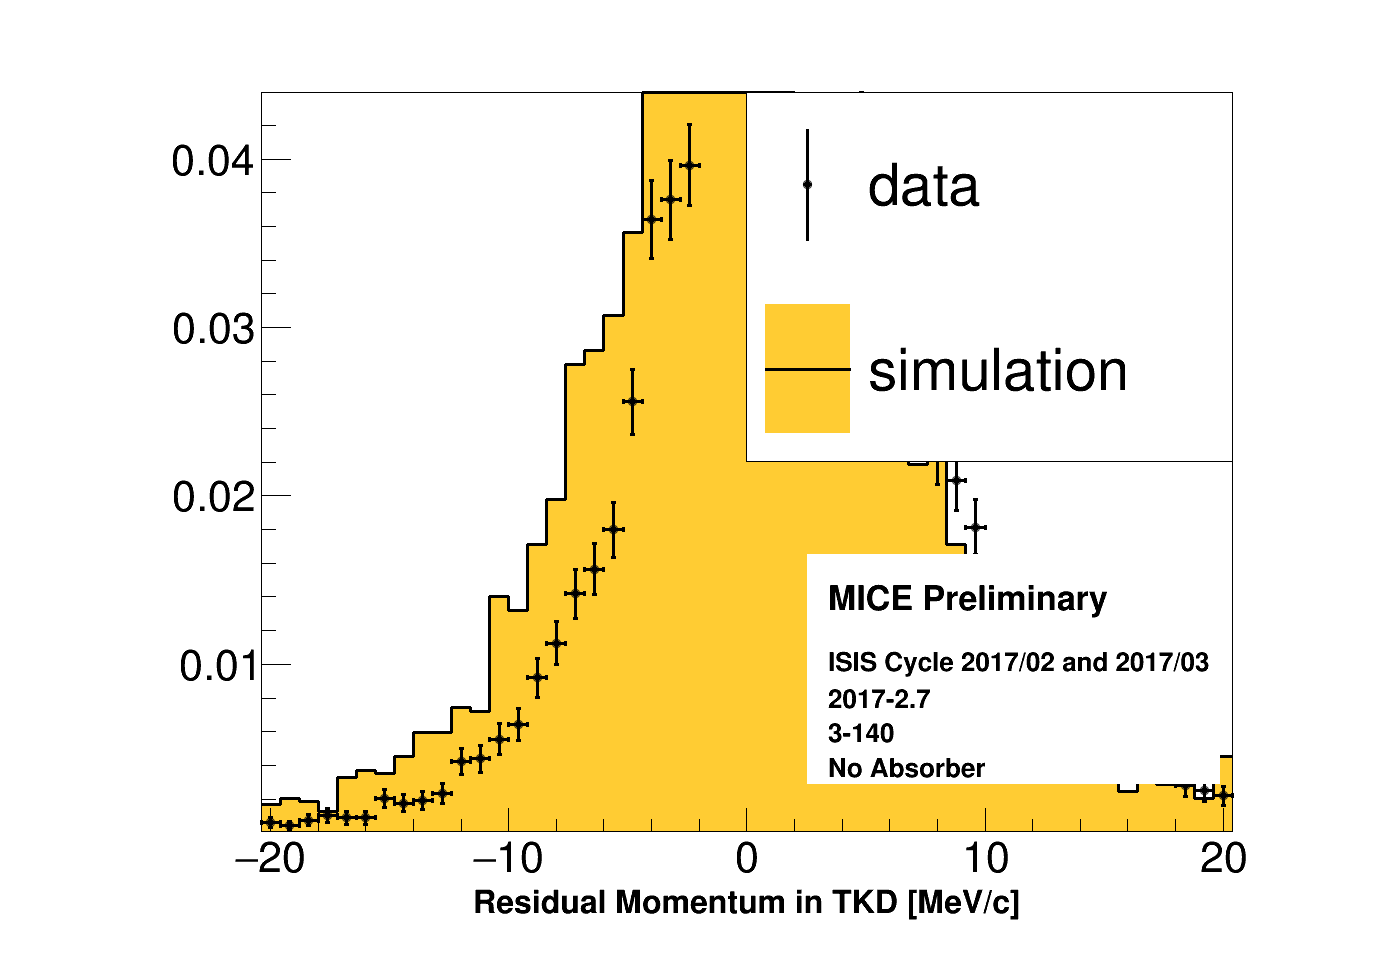 0.04
0.03
0.02
0.01
data
simulation
MICE Preliminary
ISIS Cycle 2017/02 and 2017/03
2017-2.7
3-140
No Absorber
−20 −10 0 10 20
Residual Momentum in TKD [MeV/c]